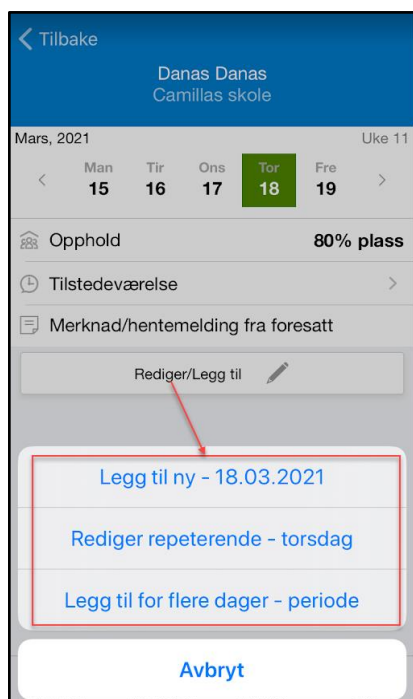 Tilbake
Danas Danas
Camillas skole
Mars, 2021 Uke 11
Man Tir Ons Tor Fre
15 16 17 18 19
Opphold 80% plass
Tilstedeværelse
Merknad/hentemelding fra foresatt
Rediger/Legg til
Legg til ny - 18.03.2021
Rediger repeterende - torsdag
Legg til for flere dager - periode
Avbryt